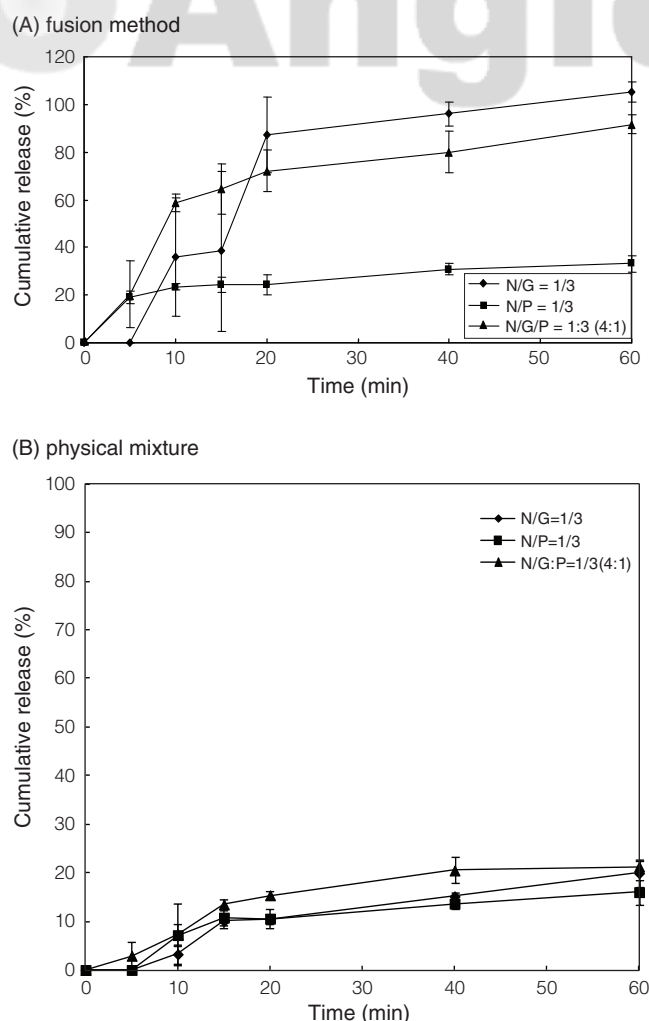 Angle
(A) fusion method
120
100
80
60
40
20
0
Cumulative release (%)
N/G = 1/3
N/P = 1/3
N/G/P = 1:3 (4:1)
0 10 20 30 40 50 60
Time (min)
(B) physical mixture
100
90
80
70
60
50
40
30
20
10
0
Cumulative release (%)
N/G=1/3
N/P=1/3
N/G:P=1/3(4:1)
0 10 20 30 40 50 60
Time (min)